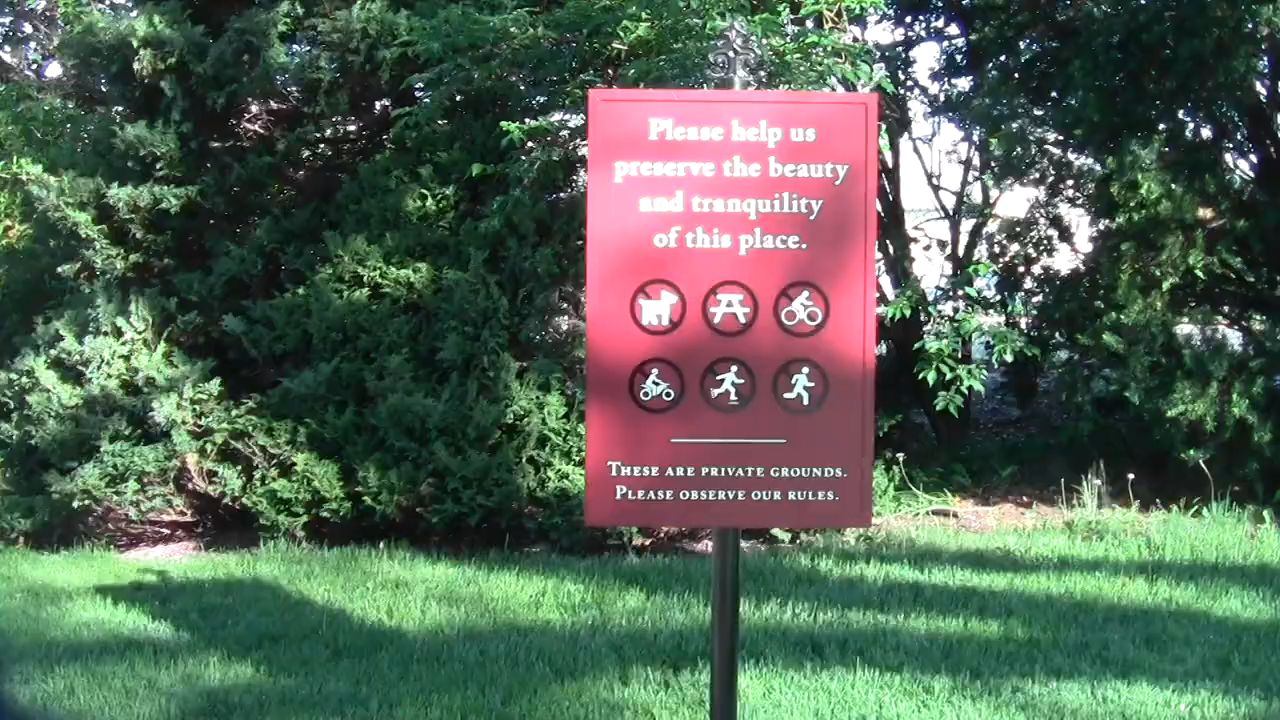 Please help us
preserve the beauty
and tranquility
of this place.
THESE ARE PRIVATE GROUNDS.
PLEASE OBSERVE OUR RULES.